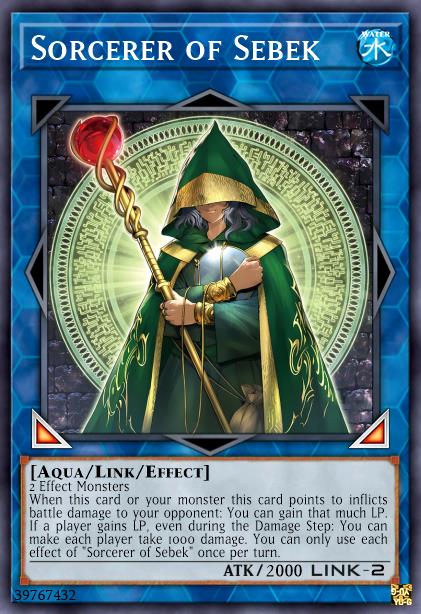 SORCERER OF SEBEK
WATER
水
[AQUA/LINK/EFFECT]
2 Effect Monsters
When this card or your monster this card points to inflicts
battle damage to your opponent: You can gain that much LP.
If a player gains LP, even during the Damage Step: You can
make each player take 1000 damage. You can only use each
effect of "Sorcerer of Sebek" once per turn.
ATK/2000 LINK-2
39767432